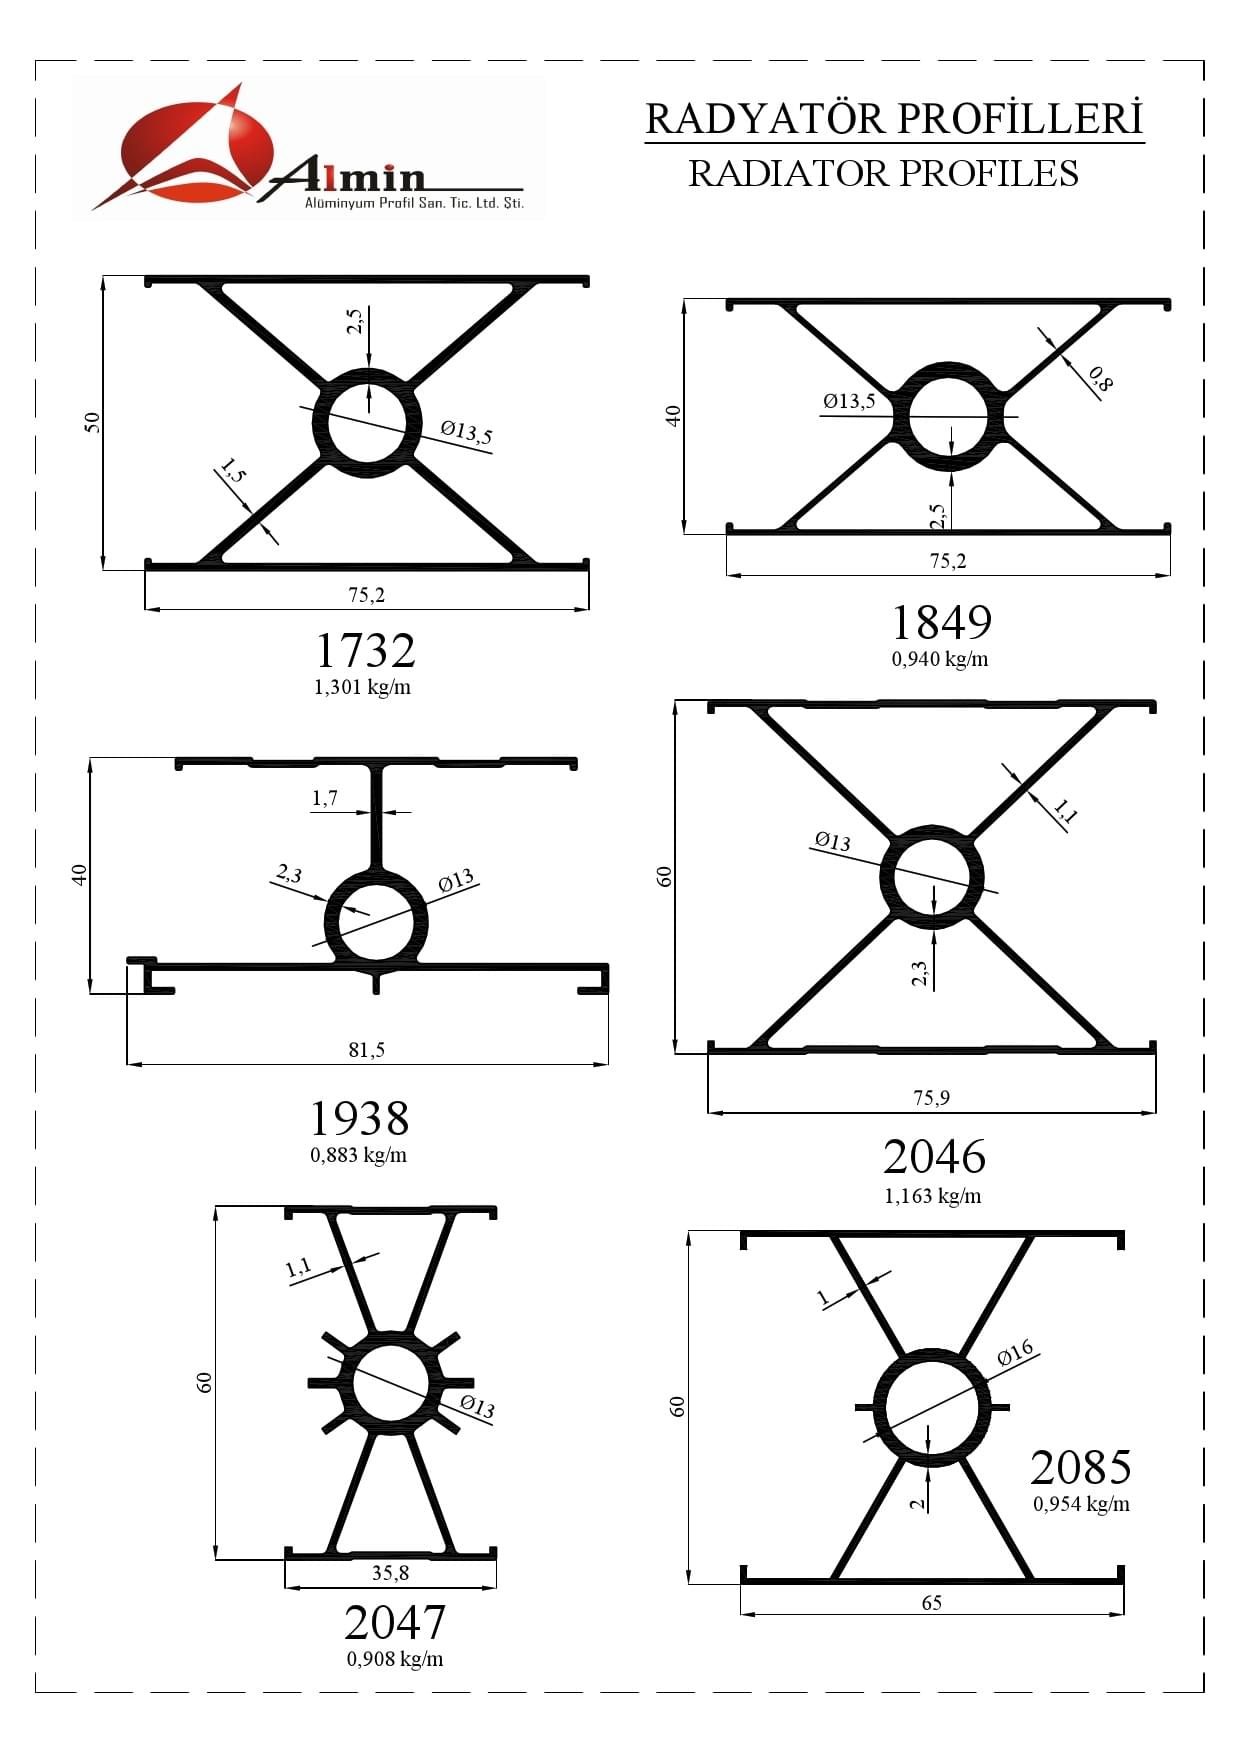 Almin
Alüminyum Profil San. Tic. Ltd. Şti.
RADYATÖR PROFİLLERİ
RADIATOR PROFILES
50
2,5
Ø13,5
1,5
75,2
1732
1,301 kg/m
40
Ø13,5
0,8
2,5
75,2
1849
0,940 kg/m
40
1,7
2,3
Ø13
81,5
1938
0,883 kg/m
60
Ø13
1,1
2,3
75,9
2046
1,163 kg/m
60
1,1
Ø13
35,8
2047
0,908 kg/m
60
1
Ø16
2
65
2085
0,954 kg/m